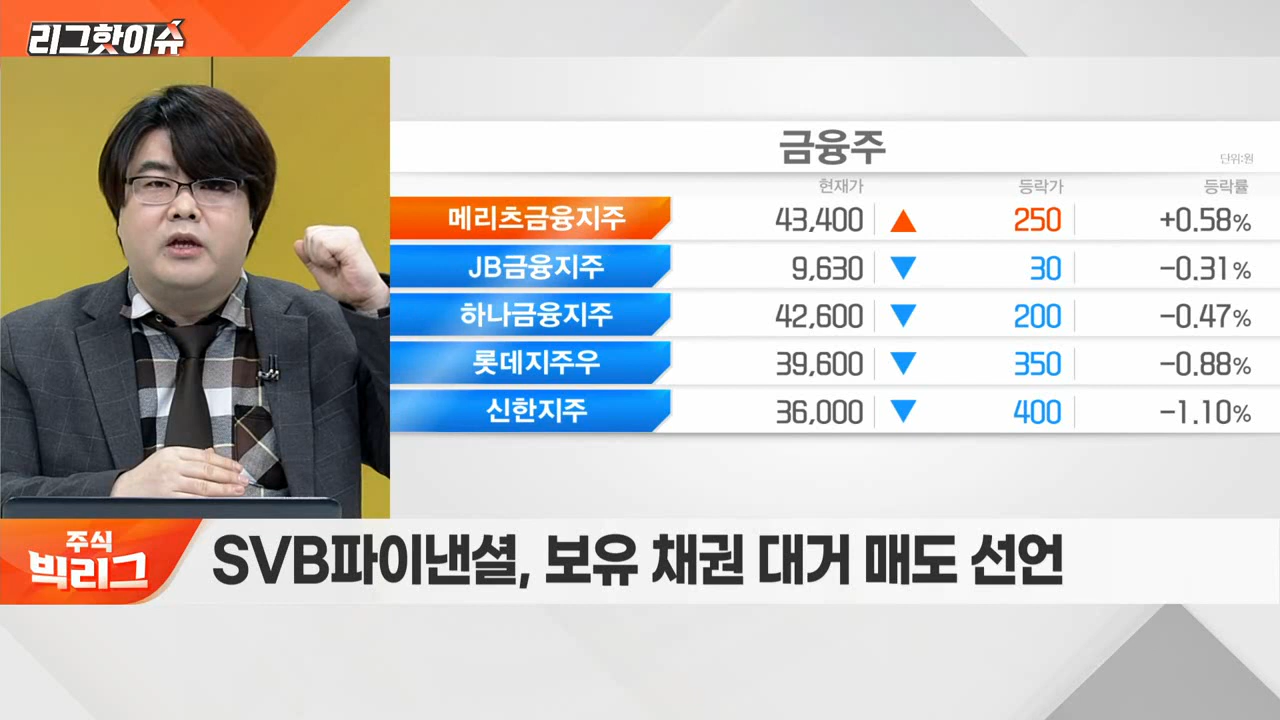 리그핫이슈
금융주
단위:원
현재가 등락가 등락률
메리츠금융지주 43,400 ▲ 250 +0.58%
JB금융지주 9,630 ▼ 30 -0.31%
하나금융지주 42,600 ▼ 200 -0.47%
롯데지주우 39,600 ▼ 350 -0.88%
신한지주 36,000 ▼ 400 -1.10%
주식
빅리그
SVB파이낸셜, 보유 채권 대거 매도 선언